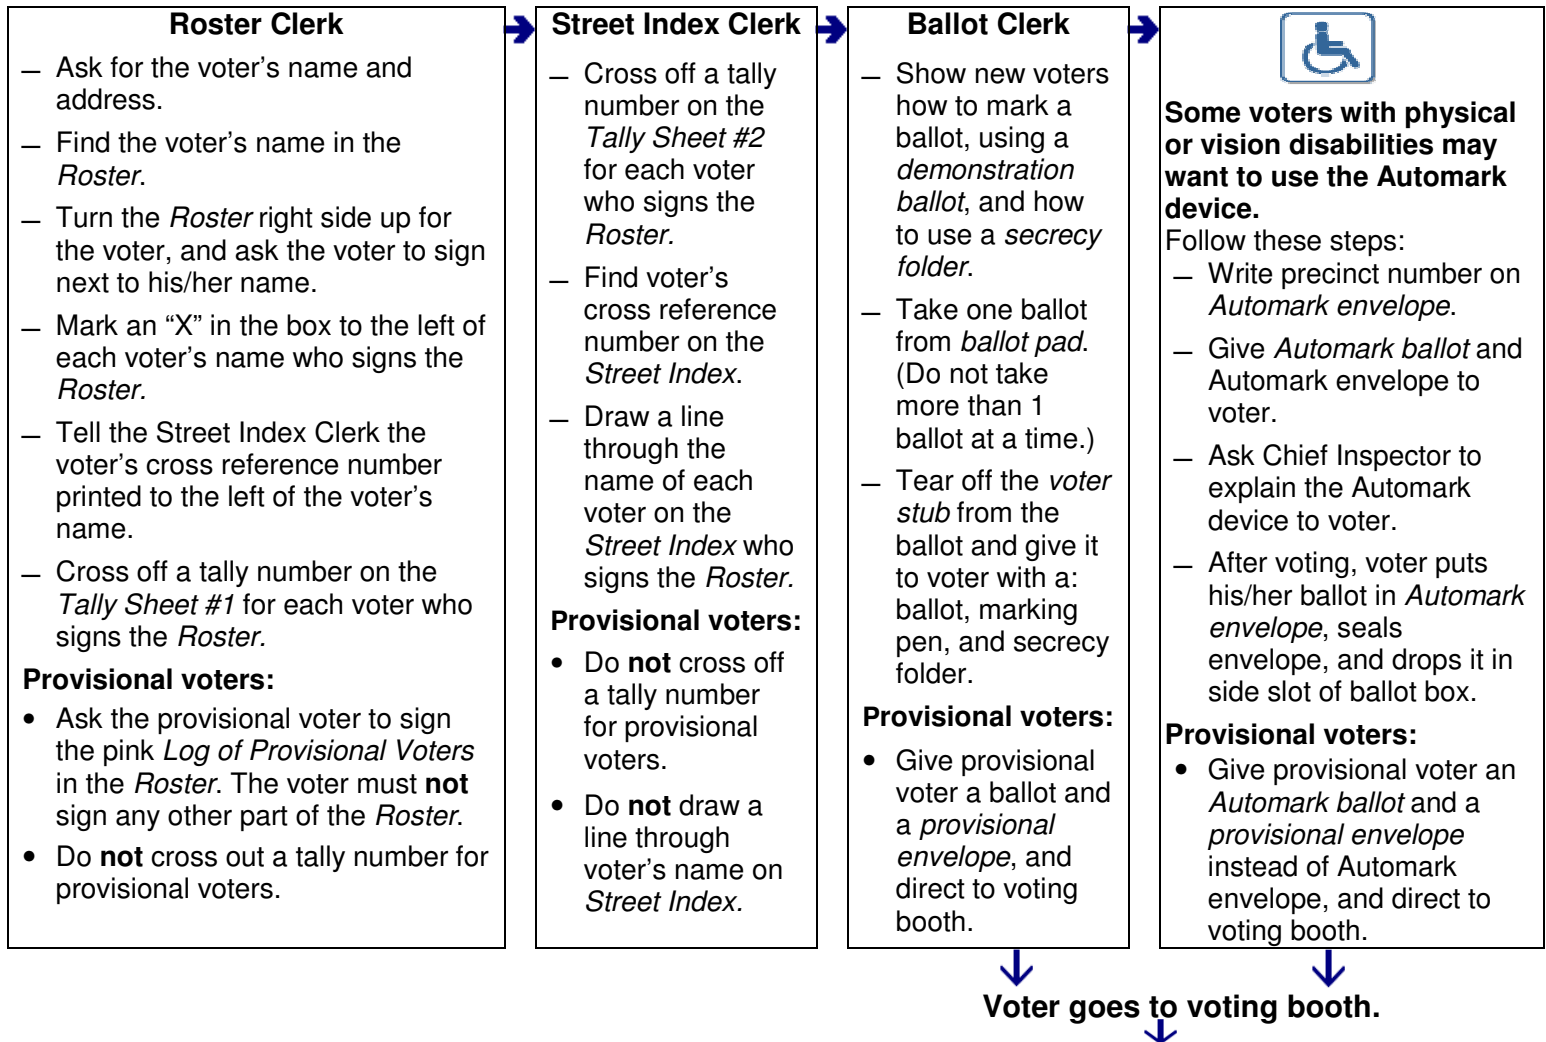 Roster Clerk
— Ask for the voter's name and
address.
— Find the voter's name in the
Roster.
— Turn the Roster right side up for
the voter, and ask the voter to sign
next to his/her name.
— Mark an “X” in the box to the left of
each voter's name who signs the
Roster.
— Tell the Street Index Clerk the
voter's cross reference number
printed to the left of the voter's
name.
— Cross off a tally number on the
Tally Sheet #1 for each voter who
signs the Roster.
Provisional voters:
• Ask the provisional voter to sign
the pink Log of Provisional Voters
in the Roster. The voter must not
sign any other part of the Roster.
• Do not cross out a tally number for
provisional voters.
Street Index Clerk
— Cross off a tally
number on the
Tally Sheet #2
for each voter
who signs the
Roster.
— Find voter's
cross reference
number on the
Street Index.
— Draw a line
through the
name of each
voter on the
Street Index who
signs the Roster.
Provisional voters:
• Do not cross off
a tally number
for provisional
voters.
• Do not draw a
line through
voter's name on
Street Index.
Ballot Clerk
— Show new voters
how to mark a
ballot, using a
demonstration
ballot, and how
to use a secrecy
folder.
— Take one ballot
from ballot pad.
(Do not take
more than 1
ballot at a time.)
— Tear off the voter
stub from the
ballot and give it
to voter with a:
ballot, marking
pen, and secrecy
folder.
Provisional voters:
• Give provisional
voter a ballot and
a provisional
envelope, and
direct to voting
booth.
Some voters with physical
or vision disabilities may
want to use the Automark
device.
Follow these steps:
— Write precinct number on
Automark envelope.
— Give Automark ballot and
Automark envelope to
voter.
— Ask Chief Inspector to
explain the Automark
device to voter.
— After voting, voter puts
his/her ballot in Automark
envelope, seals
envelope, and drops it in
side slot of ballot box.
Provisional voters:
• Give provisional voter an
Automark ballot and a
provisional envelope
instead of Automark
envelope, and direct to
voting booth.
Voter goes to voting booth.